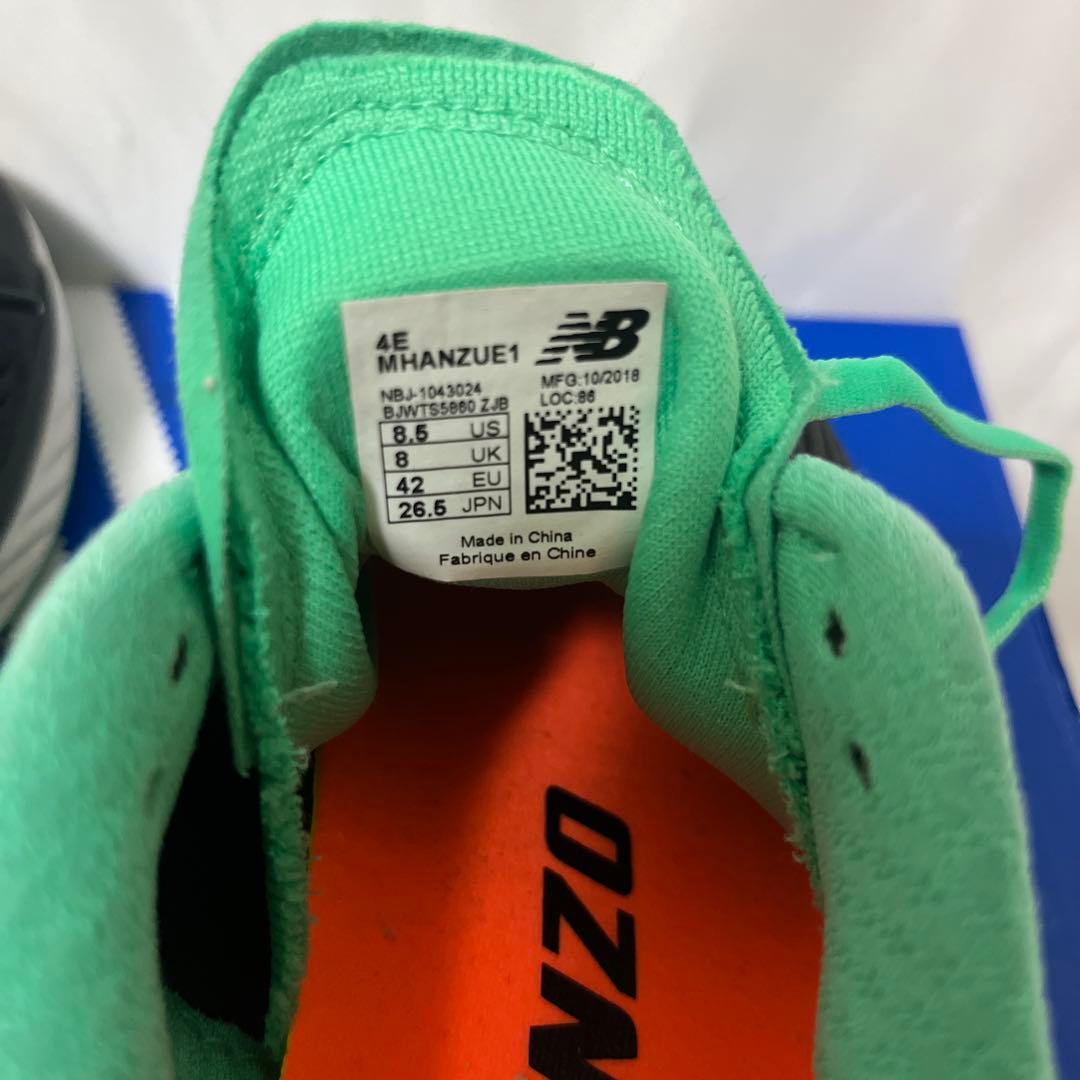 4E
MHANZUE1
NB
NBJ-1043024
BJWTS5860 ZJB
MFG:10/2018
LOC:86
8.5 US
8 UK
42 EU
26.5 JPN
Made in China
Fabrique en Chine
NZO